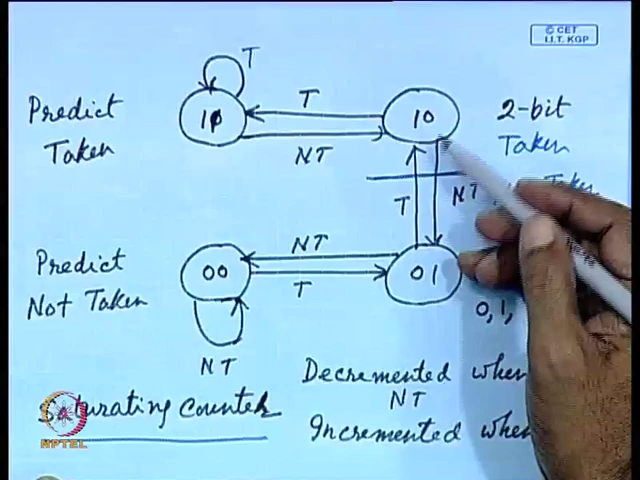 © CET
I.I.T. KGP
T
Predict
Taken
11
T
10
2-bit
Taken
NT
T
NT
Predict
Not Taken
NT
00
01
T
0, 1,
NT
Decremented when
NT
Saturating Counter
Incremented when
NPTEL